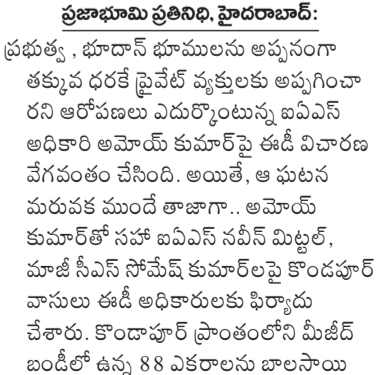 ప్రజాభూమి ప్రతినిధి, హైదరాబాద్:
ప్రభుత్వ , భూదాన్ భూములను అప్పనంగా
తక్కువ ధరకే ప్రైవేట్ వ్యక్తులకు అప్పగించా
రని ఆరోపణలు ఎదుర్కొంటున్న ఐఏఎస్
అధికారి అమోయ్ కుమార్‌పై ఈడీ విచారణ
వేగవంతం చేసింది. అయితే, ఆ ఘటన
మరువక ముందే తాజాగా.. అమోయ్
కుమార్‌తో సహా ఐఏఎస్ నవీన్ మిట్టల్,
మాజీ సీఎస్ సోమేష్ కుమార్‌లపై కొండపూర్
వాసులు ఈడీ అధికారులకు ఫిర్యాదు
చేశారు. కొండాపూర్ ప్రాంతంలోని మీజీద్
బండీలో ఉన్న 88 ఎకరాలను బాలసాయి